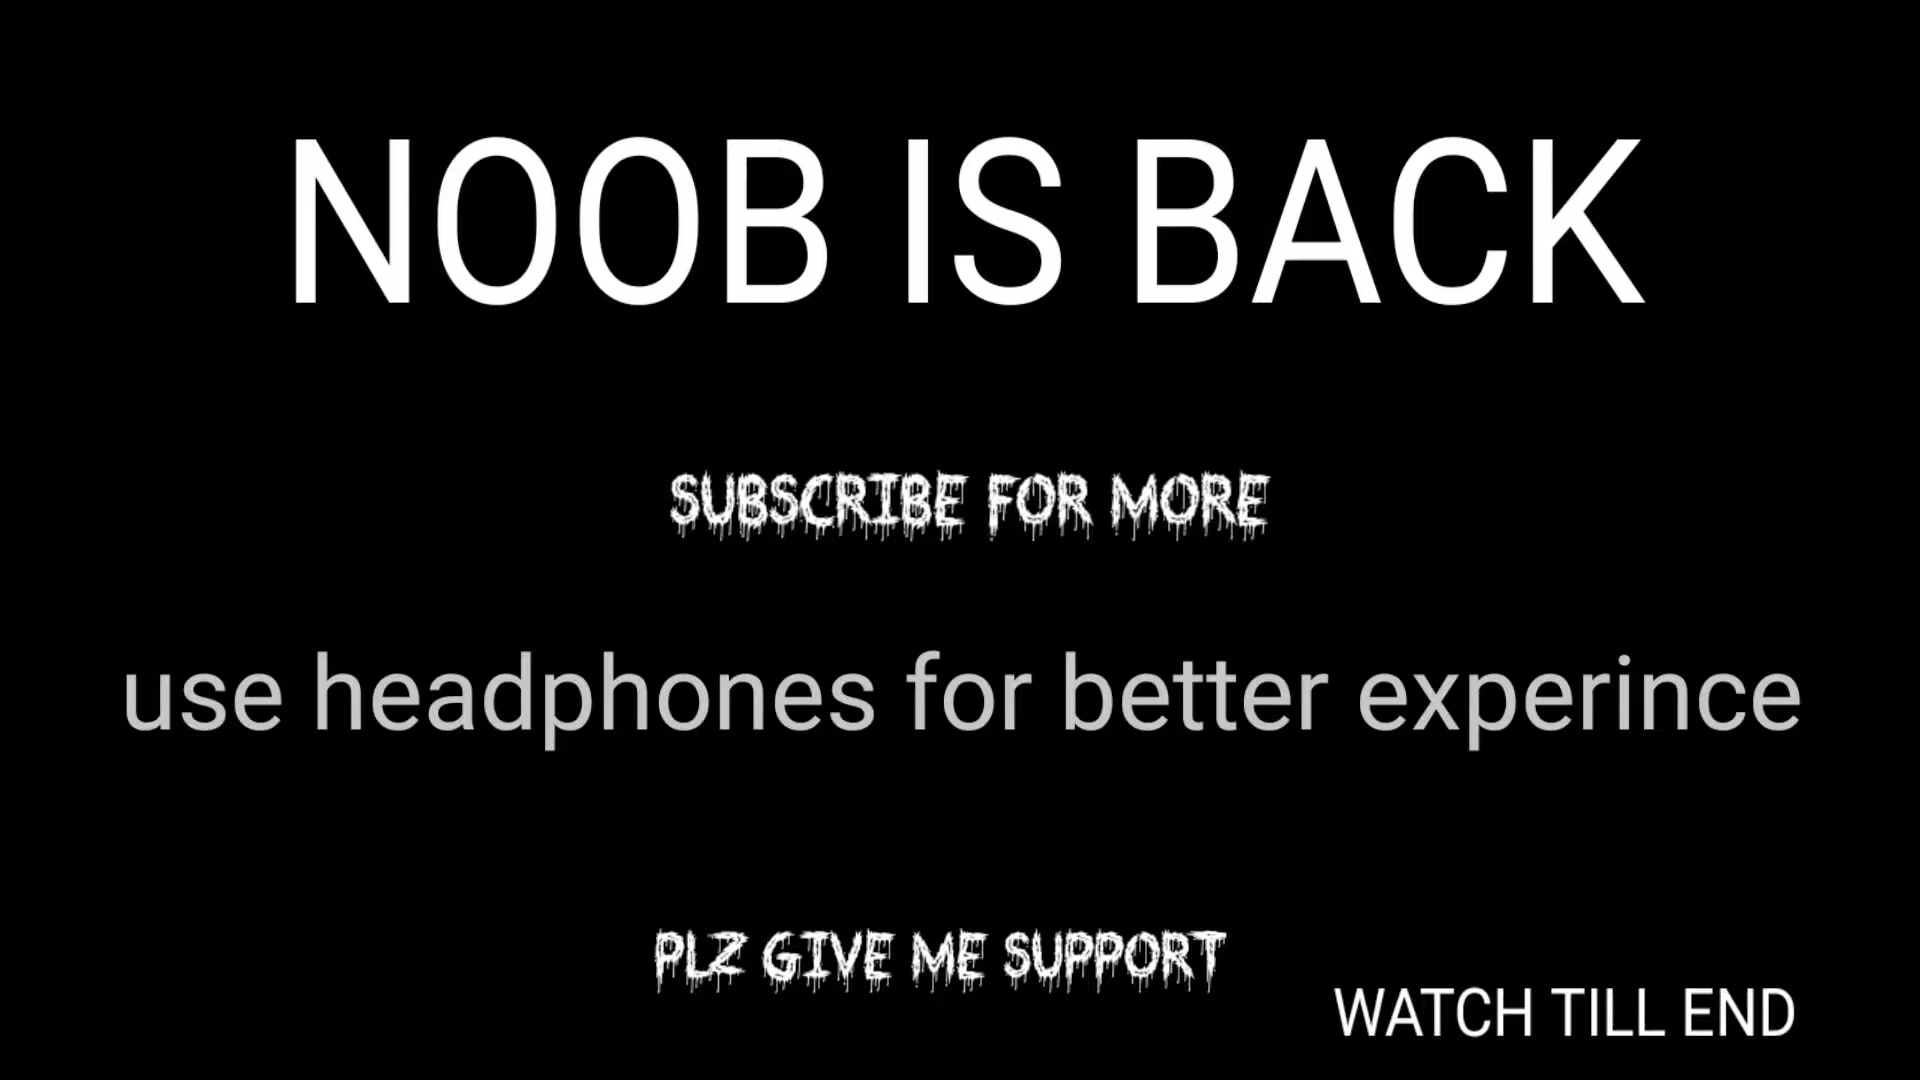 NOOB IS BACK
SUBSCRIBE FOR MORE
use headphones for better experince
PLZ GIVE ME SUPPORT
WATCH TILL END